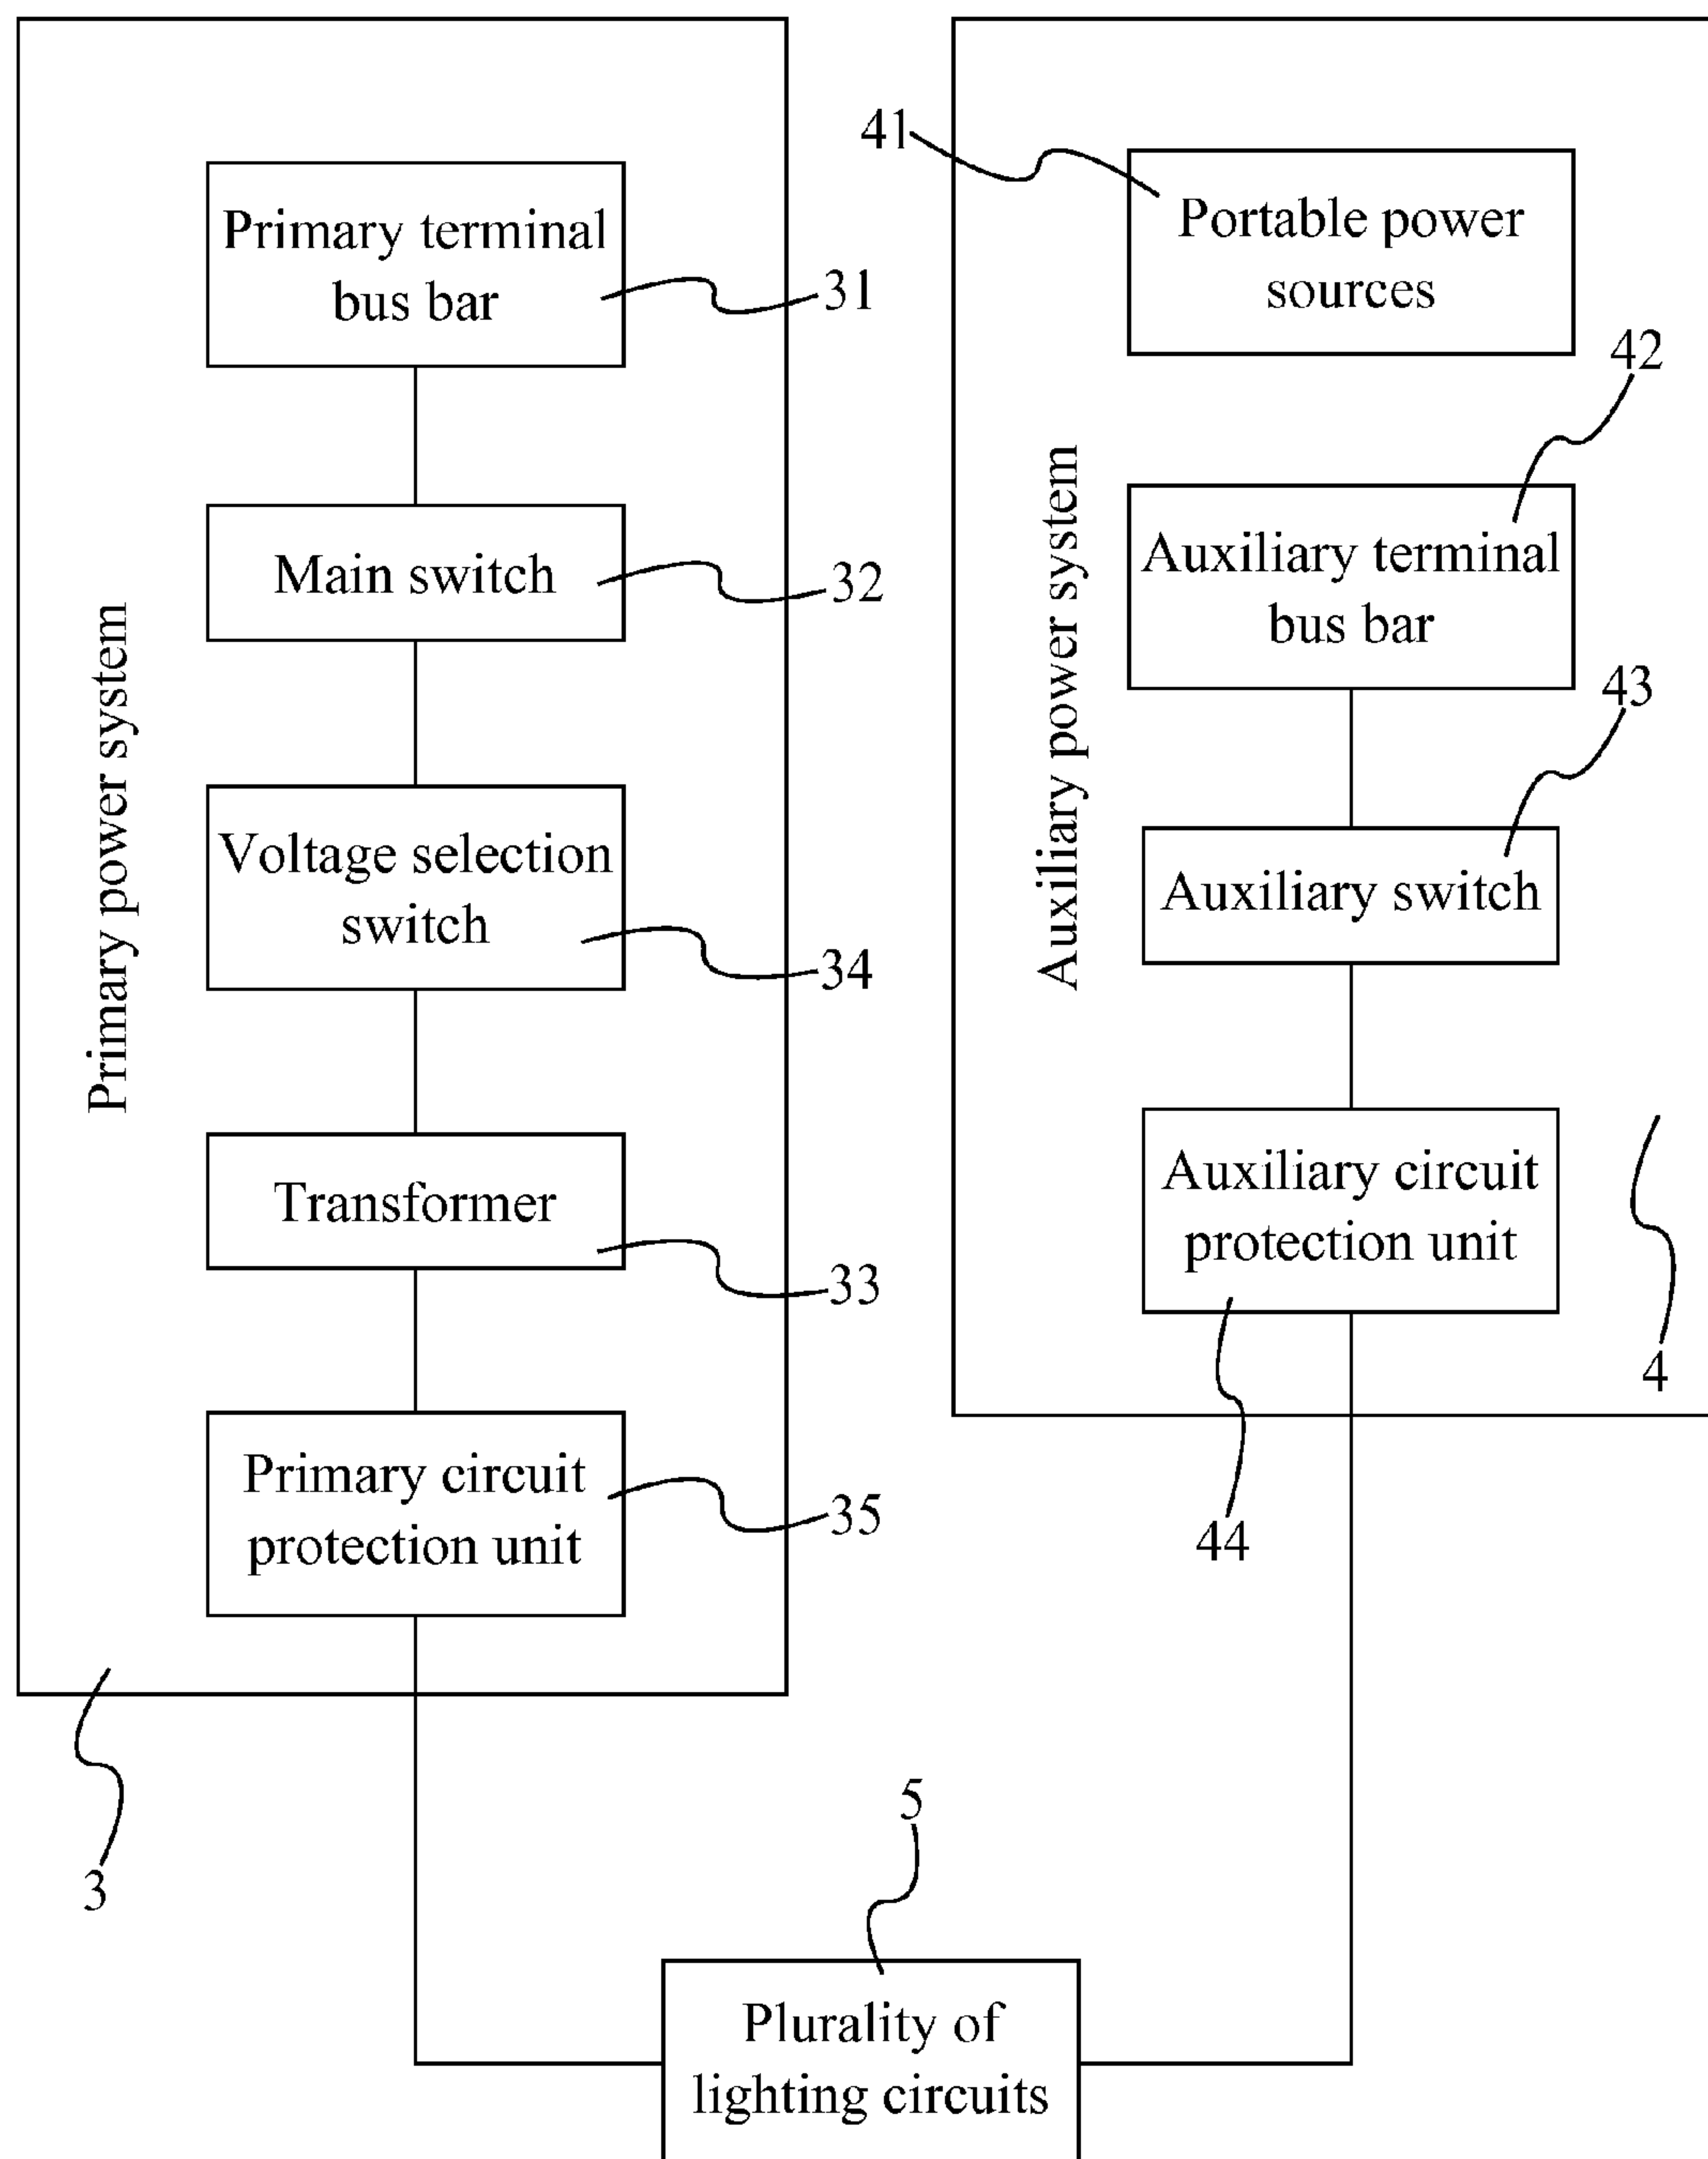 Primary power system
Primary terminal
bus bar
31
Main switch
32
Voltage selection
switch
34
Transformer
33
Primary circuit
protection unit
35
3
Auxiliary power system
41
Portable power
sources
42
Auxiliary terminal
bus bar
43
Auxiliary switch
Auxiliary circuit
protection unit
44
4
5
Plurality of
lighting circuits